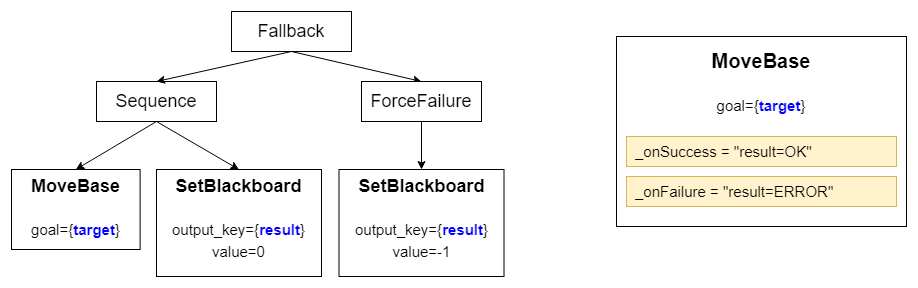 Fallback
Sequence
ForceFailure
MoveBase
goal={target}
SetBlackboard
output_key={result}
value=0
SetBlackboard
output_key={result}
value=-1
MoveBase
goal={target}
_onSuccess = "result=OK"
_onFailure = "result=ERROR"